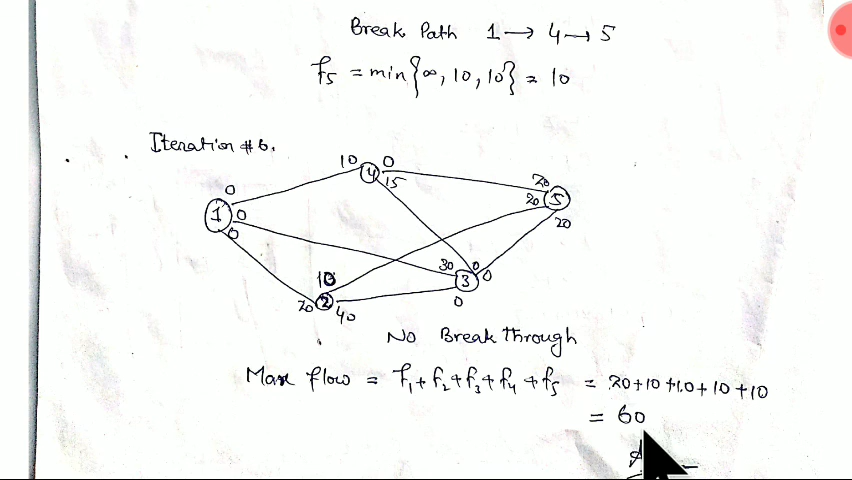 Break Path 1 → 4 → 5
f5 = min{∞, 10, 10} = 10
Iteration #6.
10 4 0
15
20
20 5
20
0
1 0
0
30 0
3 0
0
10
20 2 40
No Break through
Max flow = f1 + f2 + f3 + f4 + f5 = 20 + 10 + 10 + 10 + 10
= 60